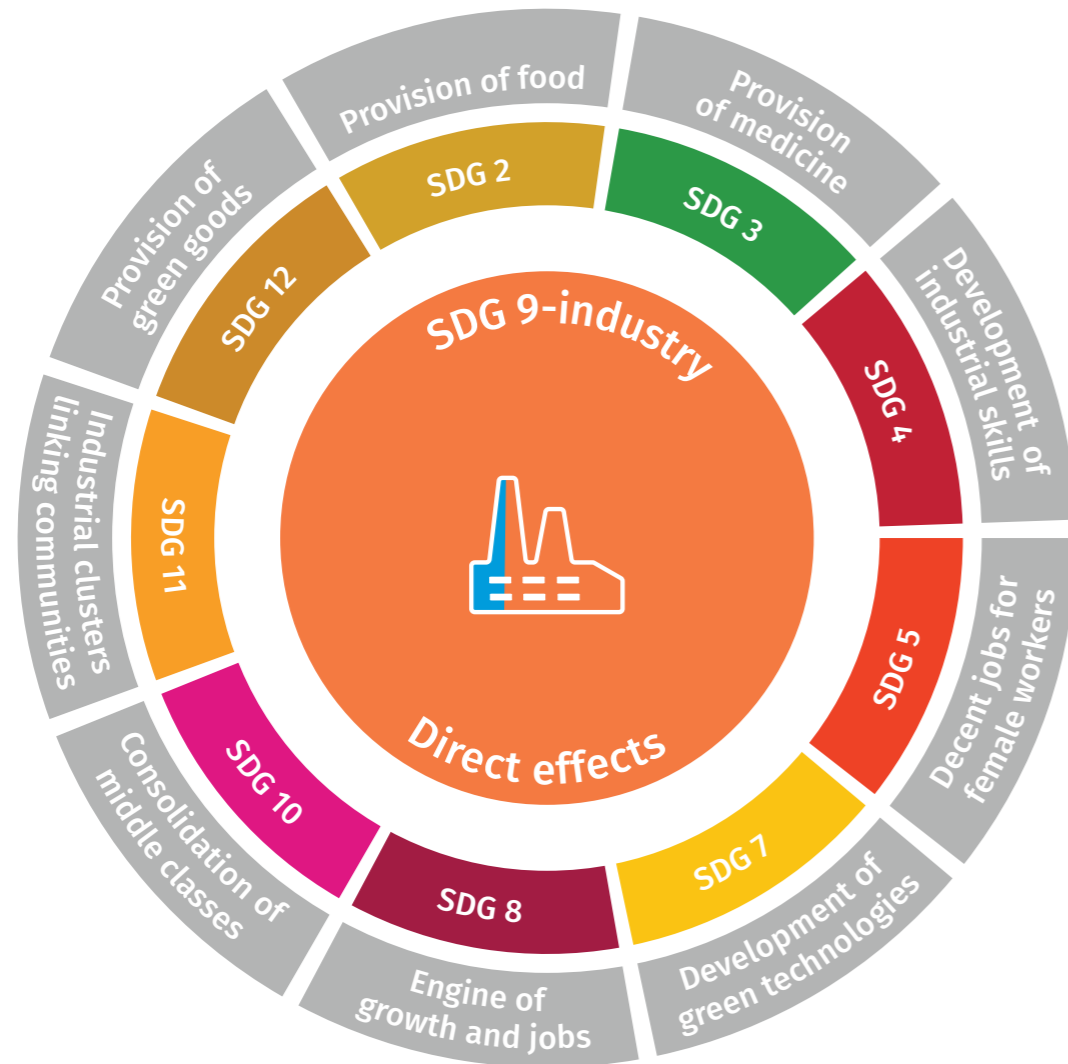 SDG 9-industry
Direct effects
SDG 2
Provision of food
SDG 3
Provision
of medicine
SDG 4
Development of
industrial skills
SDG 5
Decent jobs for
female workers
SDG 7
Development of
green technologies
SDG 8
Engine of
growth and jobs
SDG 10
Consolidation of
middle classes
SDG 11
Industrial clusters
linking communities
SDG 12
Provision of
green goods